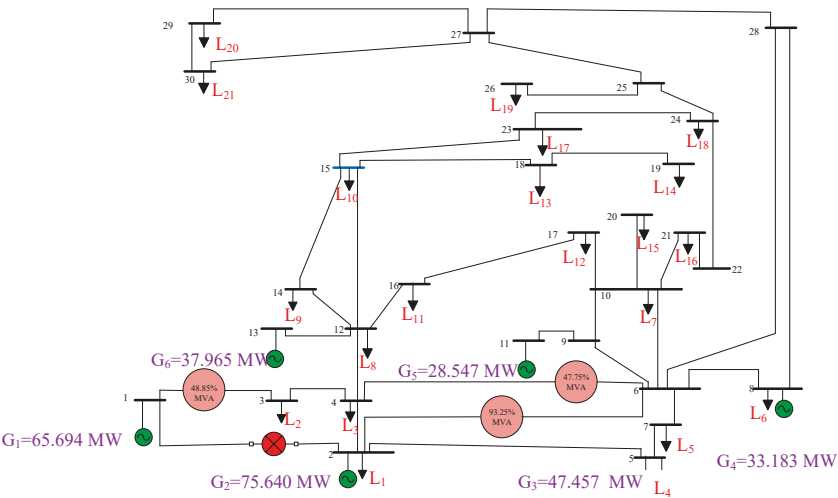 29
L20
27
28
30
L21
26
L19
25
23
L17
24
L18
15
L10
18
L13
19
L14
20
L15
17
L12
21
L16
22
14
L9
16
L11
10
L7
13
12
L8
11
9
G6=37.965 MW
G5=28.547 MW
48.85%
MVA
47.75%
MVA
1
3
L2
4
L3
6
8
L6
93.25%
MVA
7
L5
G1=65.694 MW
2
L1
5
L4
G2=75.640 MW
G3=47.457 MW
G4=33.183 MW